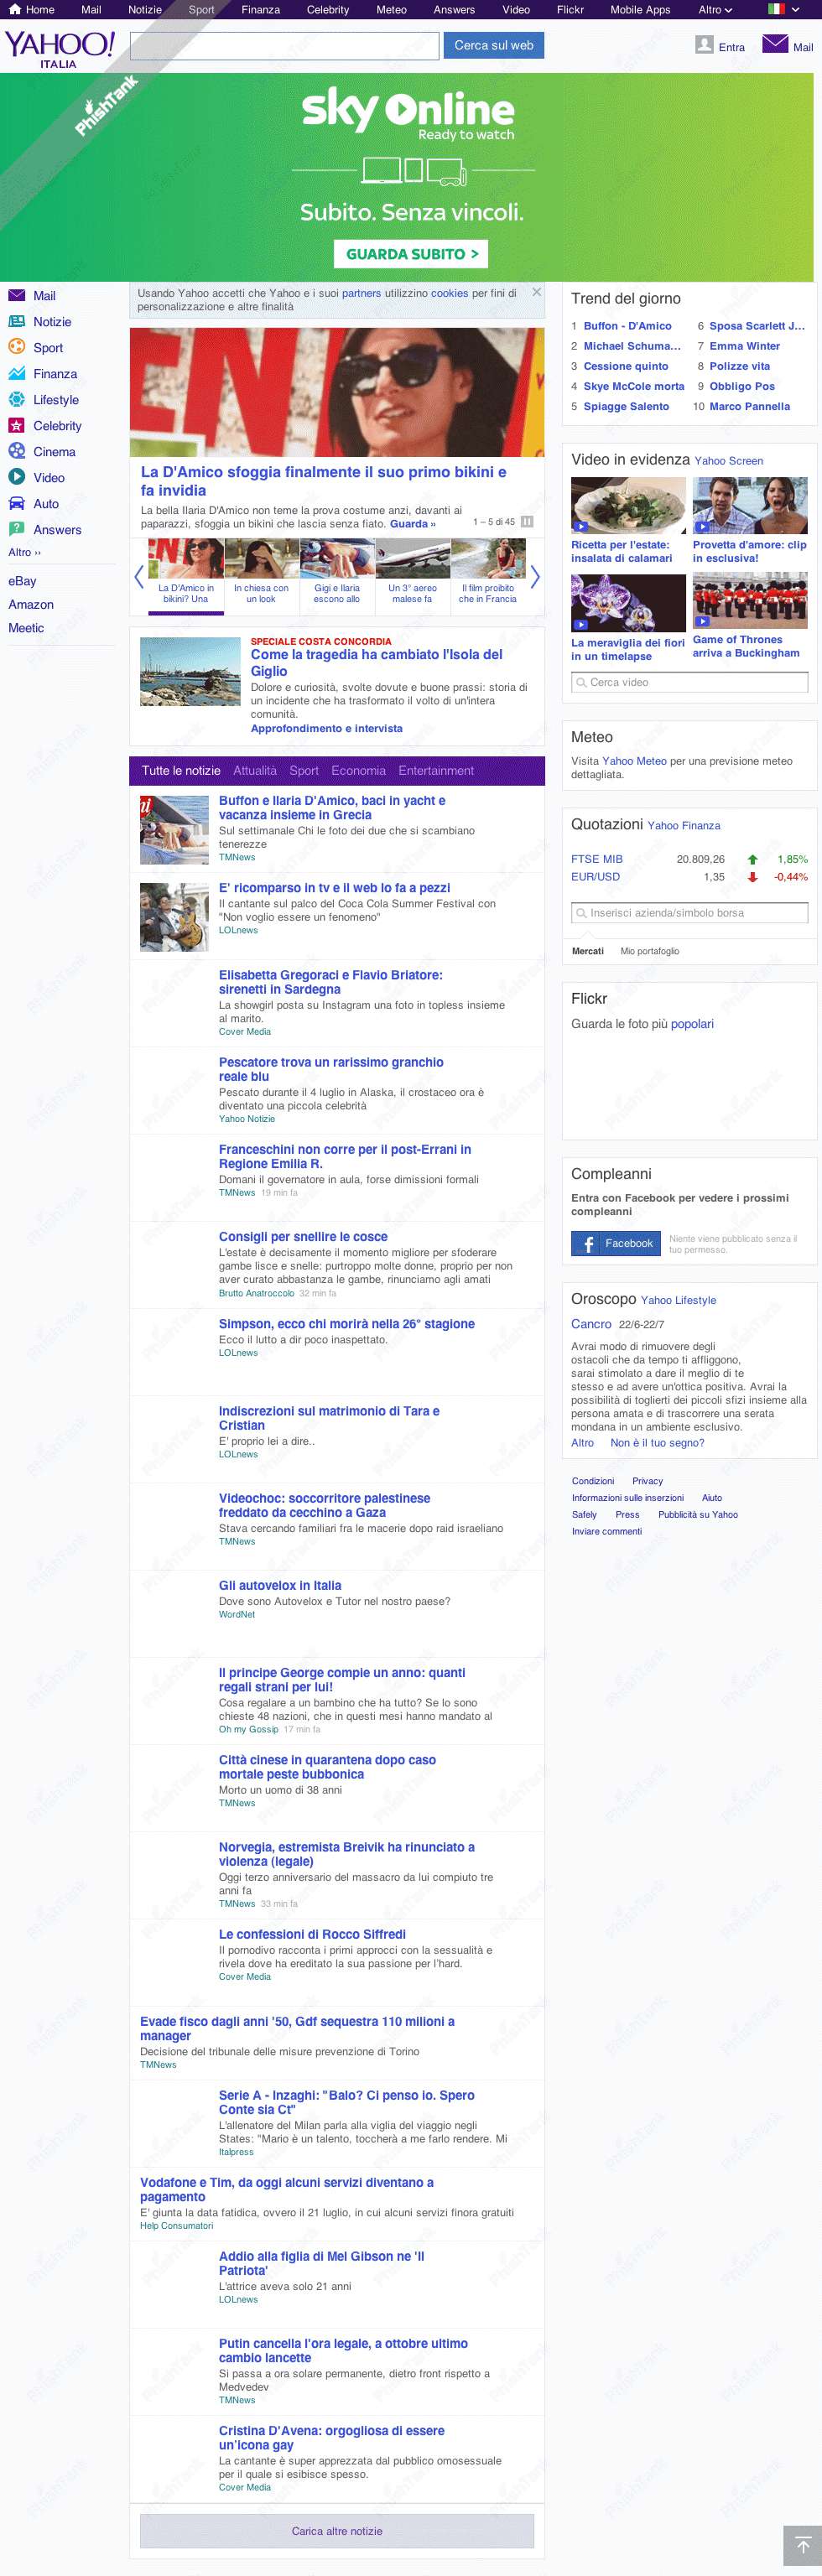 Home Mail Notizie Sport Finanza Celebrity Meteo Answers Video Flickr Mobile Apps Altro
YAHOO!
ITALIA
Cerca sul web
Entra
Mail
PhishTank
sky Online
Ready to watch
Subito. Senza vincoli.
GUARDA SUBITO >
Mail
Notizie
Sport
Finanza
Lifestyle
Celebrity
Cinema
Video
Auto
Answers
Altro ››
eBay
Amazon
Meetic
Usando Yahoo accetti che Yahoo e i suoi partners utilizzino cookies per fini di
personalizzazione e altre finalità
La D'Amico sfoggia finalmente il suo primo bikini e
fa invidia
La bella Ilaria D'Amico non teme la prova costume anzi, davanti ai
paparazzi, sfoggia un bikini che lascia senza fiato. Guarda »
1 – 5 di 45
La D'Amico in
bikini? Una
In chiesa con
un look
Gigi e Ilaria
escono allo
Un 3° aereo
malese fa
Il film proibito
che in Francia
SPECIALE COSTA CONCORDIA
Come la tragedia ha cambiato l'Isola del
Giglio
Dolore e curiosità, svolte dovute e buone prassi: storia di
un incidente che ha trasformato il volto di un'intera
comunità.
Approfondimento e intervista
Tutte le notizie Attualità Sport Economia Entertainment
Buffon e Ilaria D'Amico, baci in yacht e
vacanza insieme in Grecia
Sul settimanale Chi le foto dei due che si scambiano
tenerezze
TMNews
E' ricomparso in tv e il web lo fa a pezzi
Il cantante sul palco del Coca Cola Summer Festival con
"Non voglio essere un fenomeno"
LOLnews
Elisabetta Gregoraci e Flavio Briatore:
sirenetti in Sardegna
La showgirl posta su Instagram una foto in topless insieme
al marito.
Cover Media
Pescatore trova un rarissimo granchio
reale blu
Pescato durante il 4 luglio in Alaska, il crostaceo ora è
diventato una piccola celebrità
Yahoo Notizie
Franceschini non corre per il post-Errani in
Regione Emilia R.
Domani il governatore in aula, forse dimissioni formali
TMNews 19 min fa
Consigli per snellire le cosce
L'estate è decisamente il momento migliore per sfoderare
gambe lisce e snelle: purtroppo molte donne, proprio per non
aver curato abbastanza le gambe, rinunciano agli amati
Brutto Anatroccolo 32 min fa
Simpson, ecco chi morirà nella 26° stagione
Ecco il lutto a dir poco inaspettato.
LOLnews
Indiscrezioni sul matrimonio di Tara e
Cristian
E' proprio lei a dire..
LOLnews
Videochoc: soccorritore palestinese
freddato da cecchino a Gaza
Stava cercando familiari fra le macerie dopo raid israeliano
TMNews
Gli autovelox in Italia
Dove sono Autovelox e Tutor nel nostro paese?
WordNet
Il principe George compie un anno: quanti
regali strani per lui!
Cosa regalare a un bambino che ha tutto? Se lo sono
chieste 48 nazioni, che in questi mesi hanno mandato al
Oh my Gossip 17 min fa
Città cinese in quarantena dopo caso
mortale peste bubbonica
Morto un uomo di 38 anni
TMNews
Norvegia, estremista Breivik ha rinunciato a
violenza (legale)
Oggi terzo anniversario del massacro da lui compiuto tre
anni fa
TMNews 33 min fa
Le confessioni di Rocco Siffredi
Il pornodivo racconta i primi approcci con la sessualità e
rivela dove ha ereditato la sua passione per l'hard.
Cover Media
Evade fisco dagli ann '50, Gdf sequestra 110 milioni a
manager
Decisione del tribunale delle misure prevenzione di Torino
TMNews
Serie A - Inzaghi: "Balo? Ci penso io. Spero
Conte sia Ct"
L'allenatore del Milan parla alla viglia del viaggio negli
States: "Mario è un talento, toccherà a me farlo rendere. Mi
Italpress
Vodafone e Tim, da oggi alcuni servizi diventano a
pagamento
E' giunta la data fatidica, ovvero il 21 luglio, in cui alcuni servizi finora gratuiti
Help Consumatori
Addio alla figlia di Mel Gibson ne 'Il
Patriota'
L'attrice aveva solo 21 anni
LOLnews
Putin cancella l'ora legale, a ottobre ultimo
cambio lancette
Si passa a ora solare permanente, dietro front rispetto a
Medvedev
TMNews
Cristina D'Avena: orgogliosa di essere
un'icona gay
La cantante è super apprezzata dal pubblico omosessuale
per il quale si esibisce spesso.
Cover Media
Carica altre notizie
Trend del giorno
1 Buffon - D'Amico
2 Michael Schuma...
3 Cessione quinto
4 Skye McCole morta
5 Spiagge Salento
6 Sposa Scarlett J...
7 Emma Winter
8 Polizze vita
9 Obbligo Pos
10 Marco Pannella
Video in evidenza Yahoo Screen
Ricetta per l'estate:
insalata di calamari
Provetta d'amore: clip
in esclusiva!
La meraviglia dei fiori
in un timelapse
Game of Thrones
arriva a Buckingham
Cerca video
Meteo
Visita Yahoo Meteo per una previsione meteo
dettagliata.
Quotazioni Yahoo Finanza
FTSE MIB 20.809,26 1,85%
EUR/USD 1,35 -0,44%
Inserisci azienda/simbolo borsa
Mercati Mio portafoglio
Flickr
Guarda le foto più popolari
Compleanni
Entra con Facebook per vedere i prossimi
compleanni
Facebook
Niente viene pubblicato senza il
tuo permesso.
Oroscopo Yahoo Lifestyle
Cancro 22/6-22/7
Avrai modo di rimuovere degli
ostacoli che da tempo ti affliggono,
sarai stimolato a dare il meglio di te
stesso e ad avere un'ottica positiva. Avrai la
possibilità di toglierti dei piccoli sfizi insieme alla
persona amata e di trascorrere una serata
mondana in un ambiente esclusivo.
Altro Non è il tuo segno?
Condizioni Privacy
Informazioni sulle inserzioni Aiuto
Safely Press Pubblicità su Yahoo
Inviare commenti